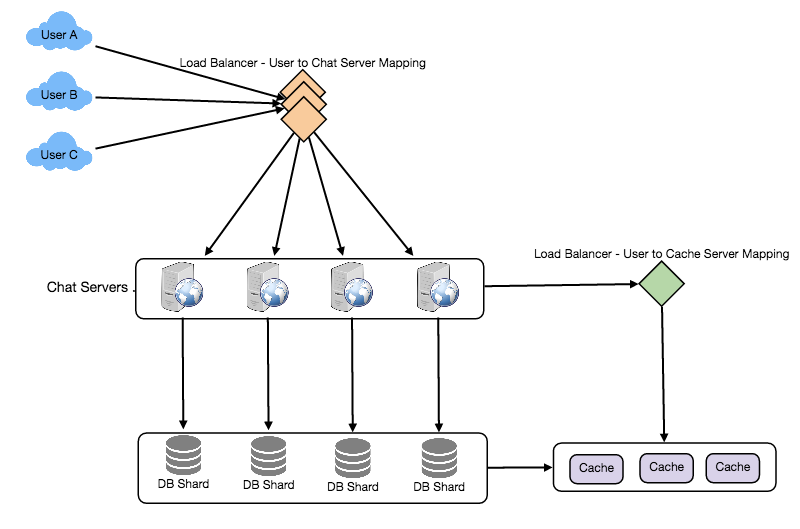 User A
Load Balancer - User to Chat Server Mapping
User B
User C
Load Balancer - User to Cache Server Mapping
Chat Servers .
DB Shard
DB Shard
DB Shard
DB Shard
Cache
Cache
Cache